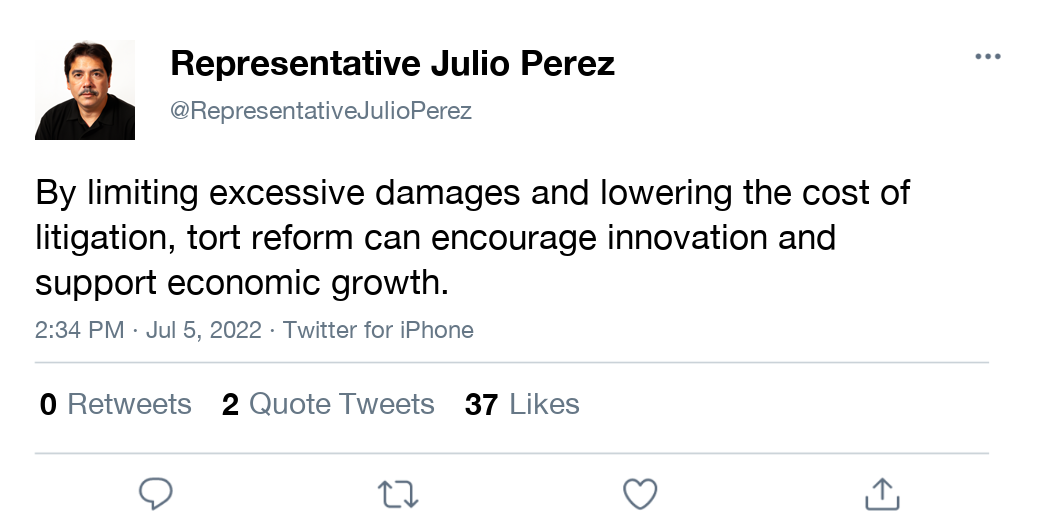 Representative Julio Perez
@RepresentativeJulioPerez
By limiting excessive damages and lowering the cost of
litigation, tort reform can encourage innovation and
support economic growth.
2:34 PM · Jul 5, 2022 · Twitter for iPhone
0 Retweets 2 Quote Tweets 37 Likes